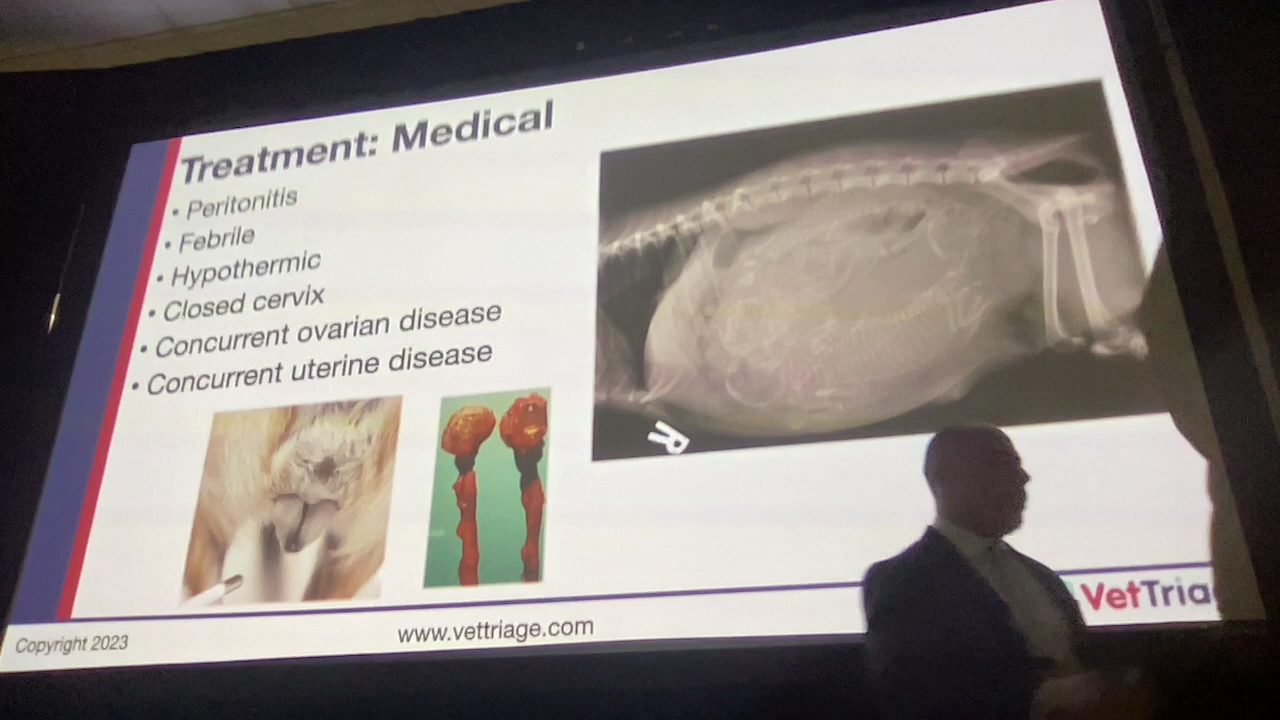 Treatment: Medical
• Peritonitis
• Febrile
• Hypothermic
• Closed cervix
• Concurrent ovarian disease
• Concurrent uterine disease
R
Copyright 2023
www.vettriage.com
VetTria